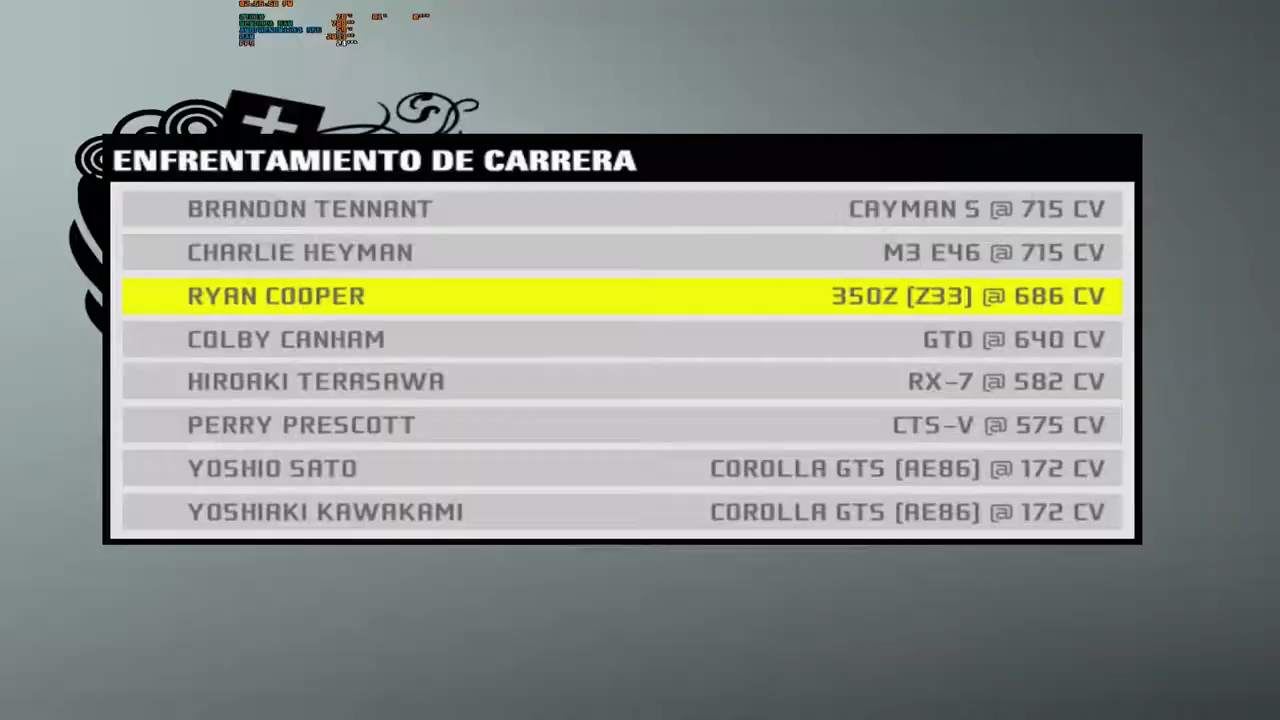 ENFRENTAMIENTO DE CARRERA
BRANDON TENNANT CAYMAN S @ 715 CV
CHARLIE HEYMAN M3 E46 @ 715 CV
RYAN COOPER 350Z [Z33] @ 686 CV
COLBY CANHAM GTO @ 640 CV
HIROAKI TERASAWA RX-7 @ 582 CV
PERRY PRESCOTT CTS-V @ 575 CV
YOSHIO SATO COROLLA GTS [AE86] @ 172 CV
YOSHIAKI KAWAKAMI COROLLA GTS [AE86] @ 172 CV